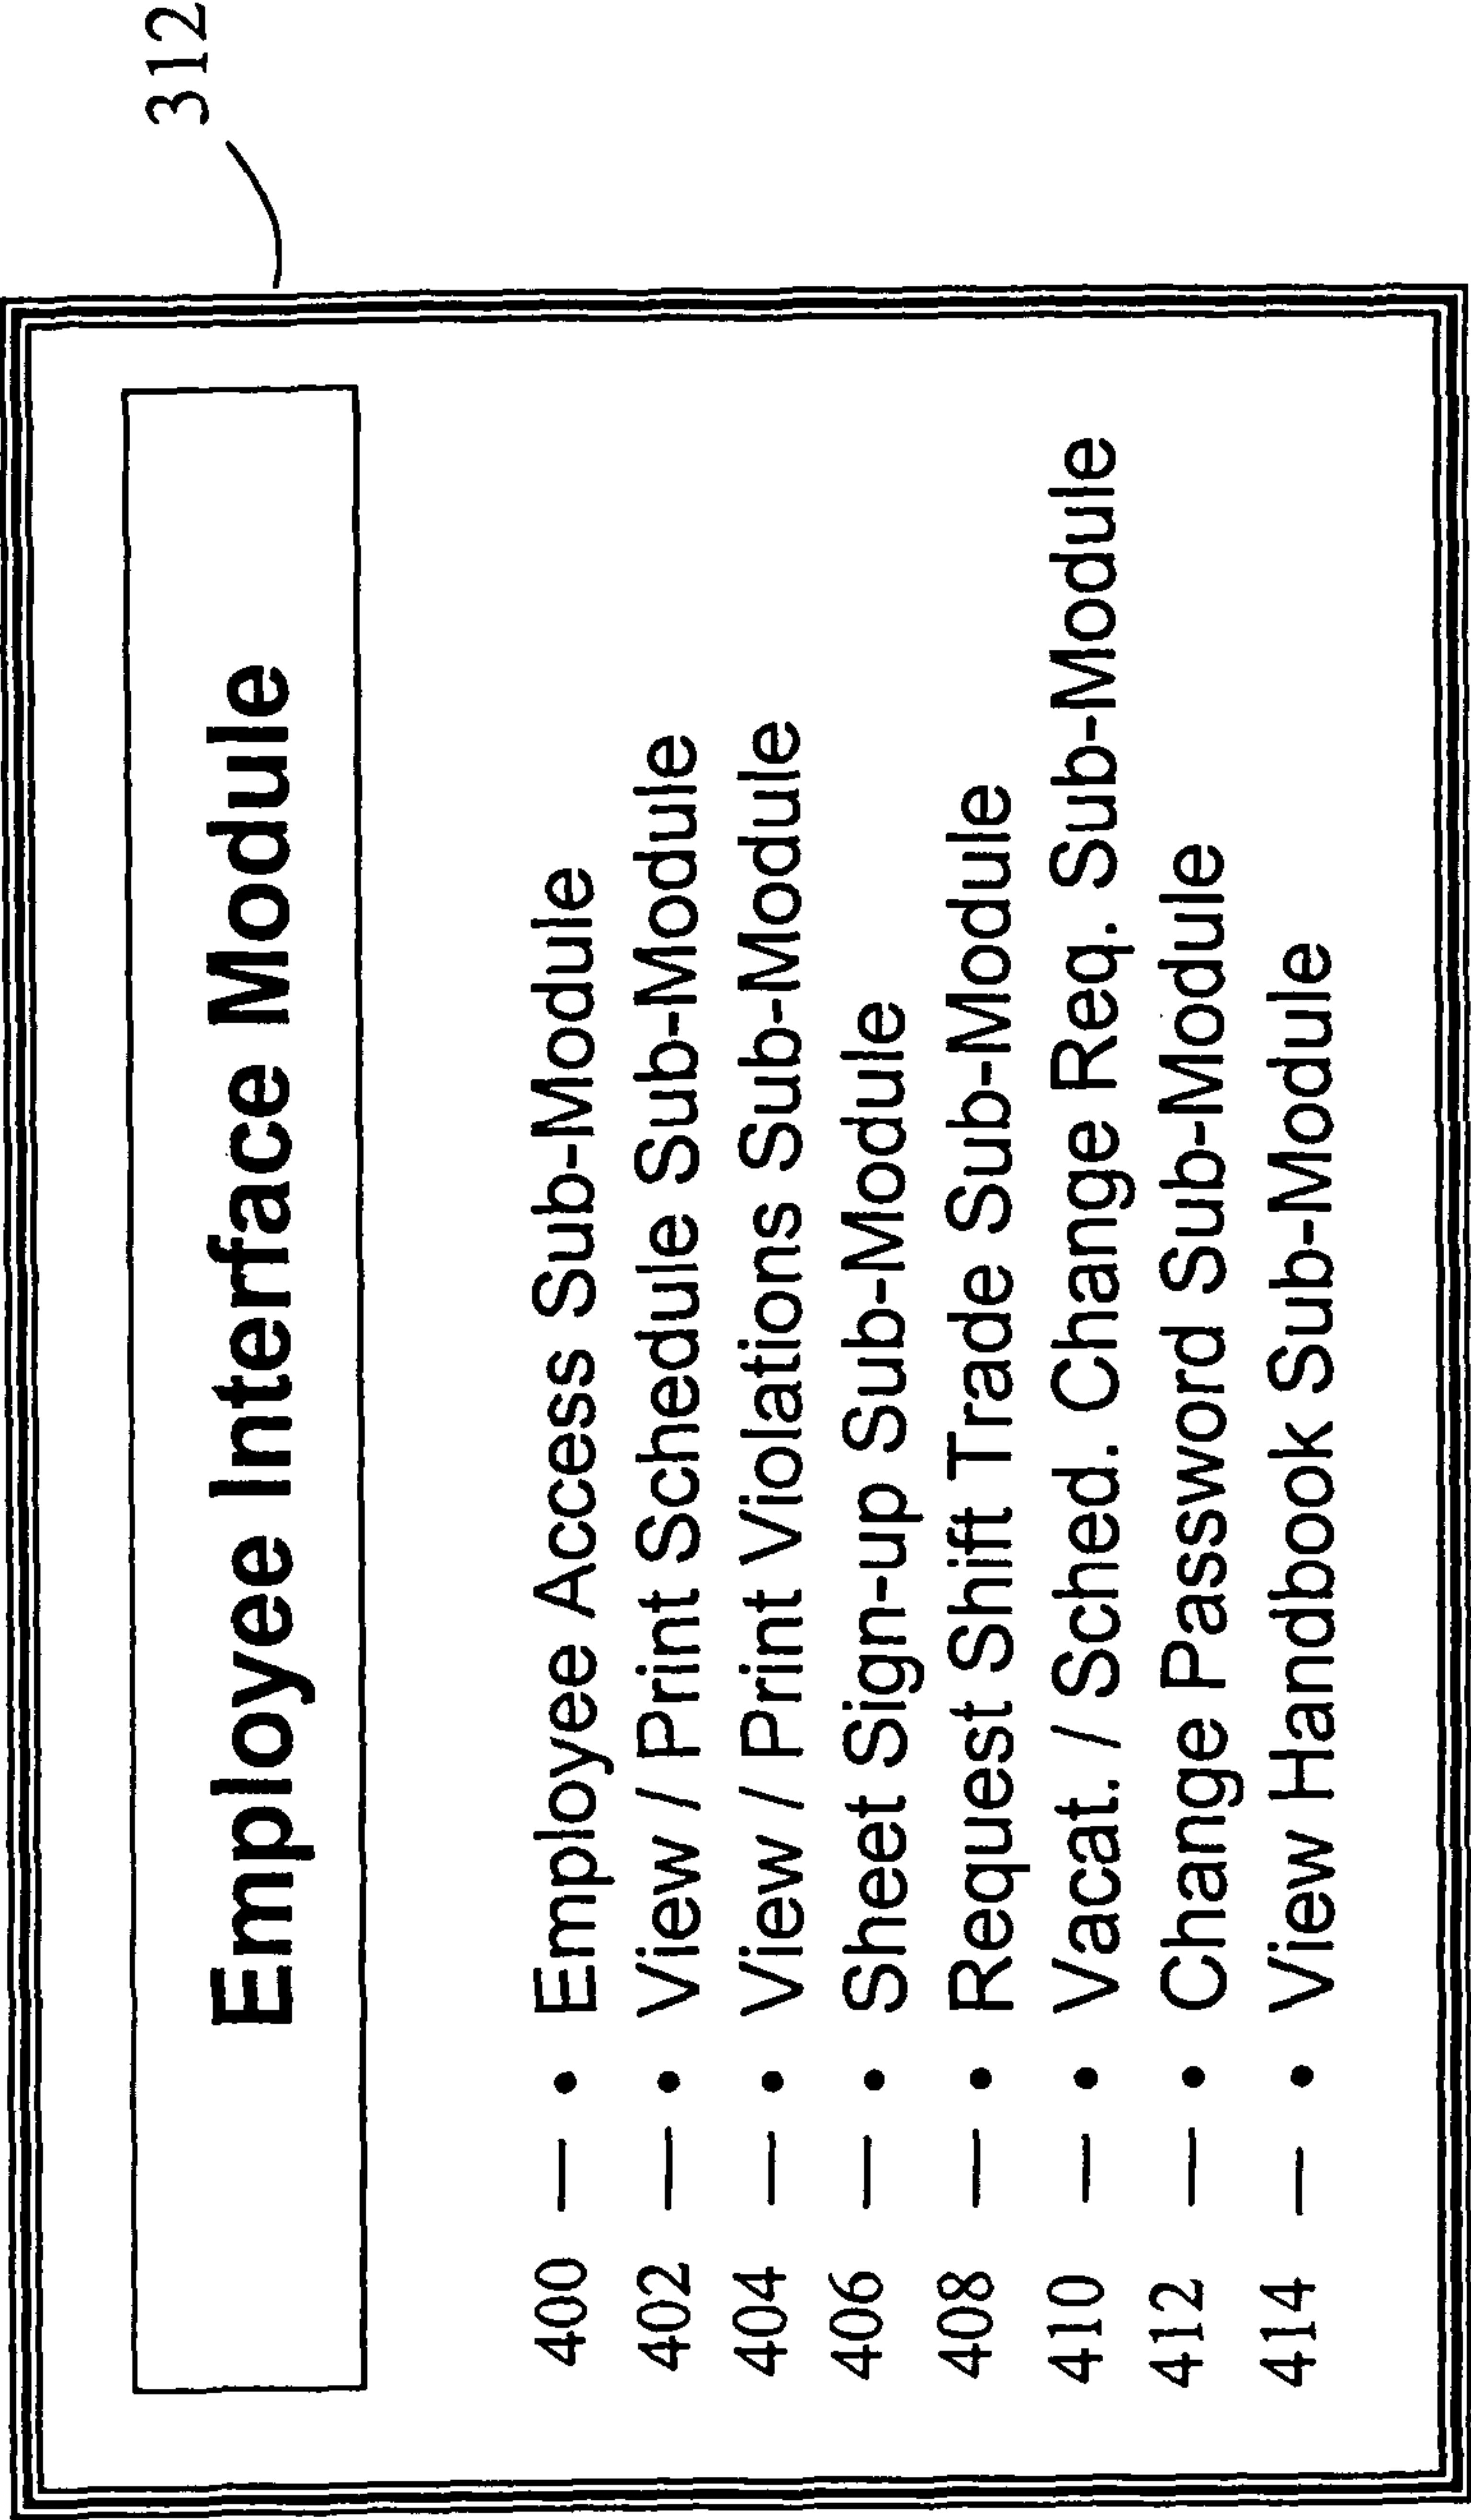 312
Employee Interface Module
400 — • Employee Access Sub-Module
402 — • View / Print Schedule Sub-Module
404 — • View / Print Violations Sub-Module
406 — • Sheet Sign-up Sub-Module
408 — • Request Shift Trade Sub-Module
410 — • Vacat. / Sched. Change Req. Sub-Module
412 — • Change Password Sub-Module
414 — • View Handbook Sub-Module